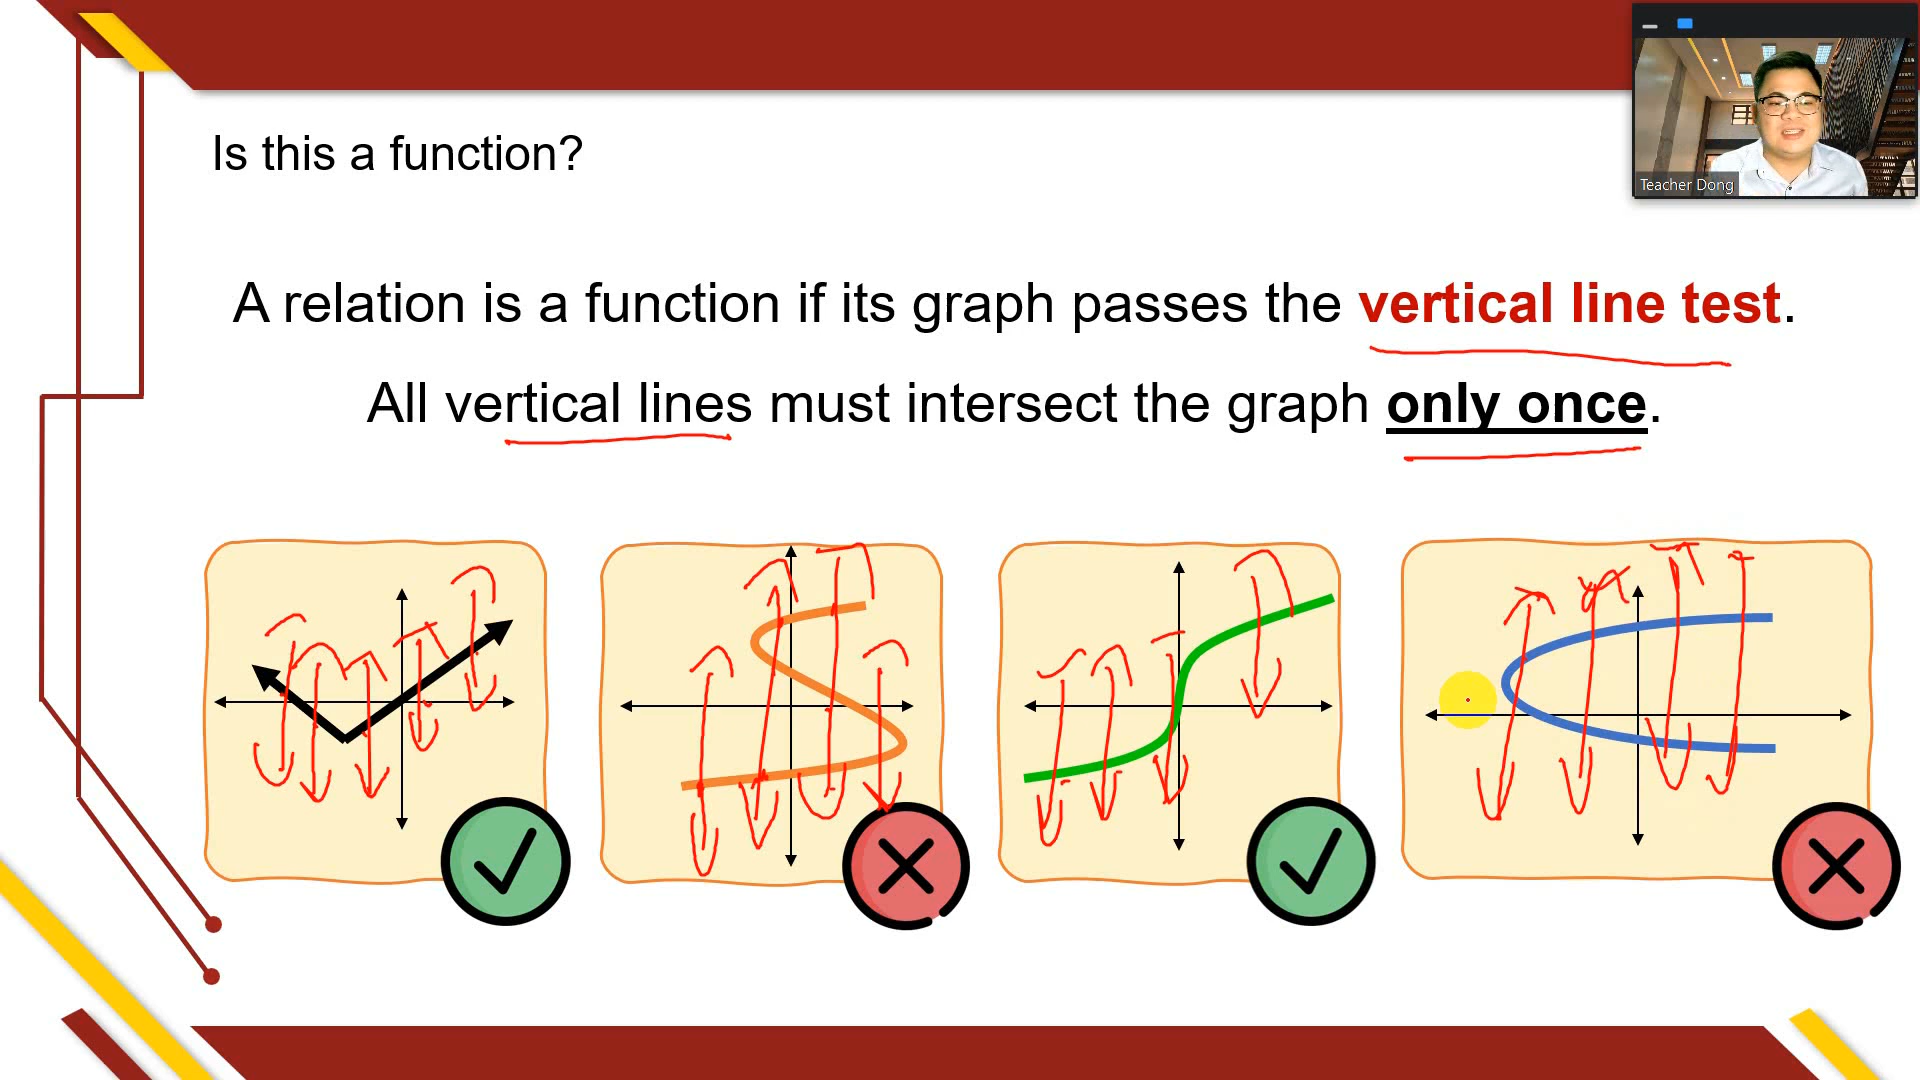 Teacher Dong
Is this a function?
A relation is a function if its graph passes the vertical line test.
All vertical lines must intersect the graph only once.